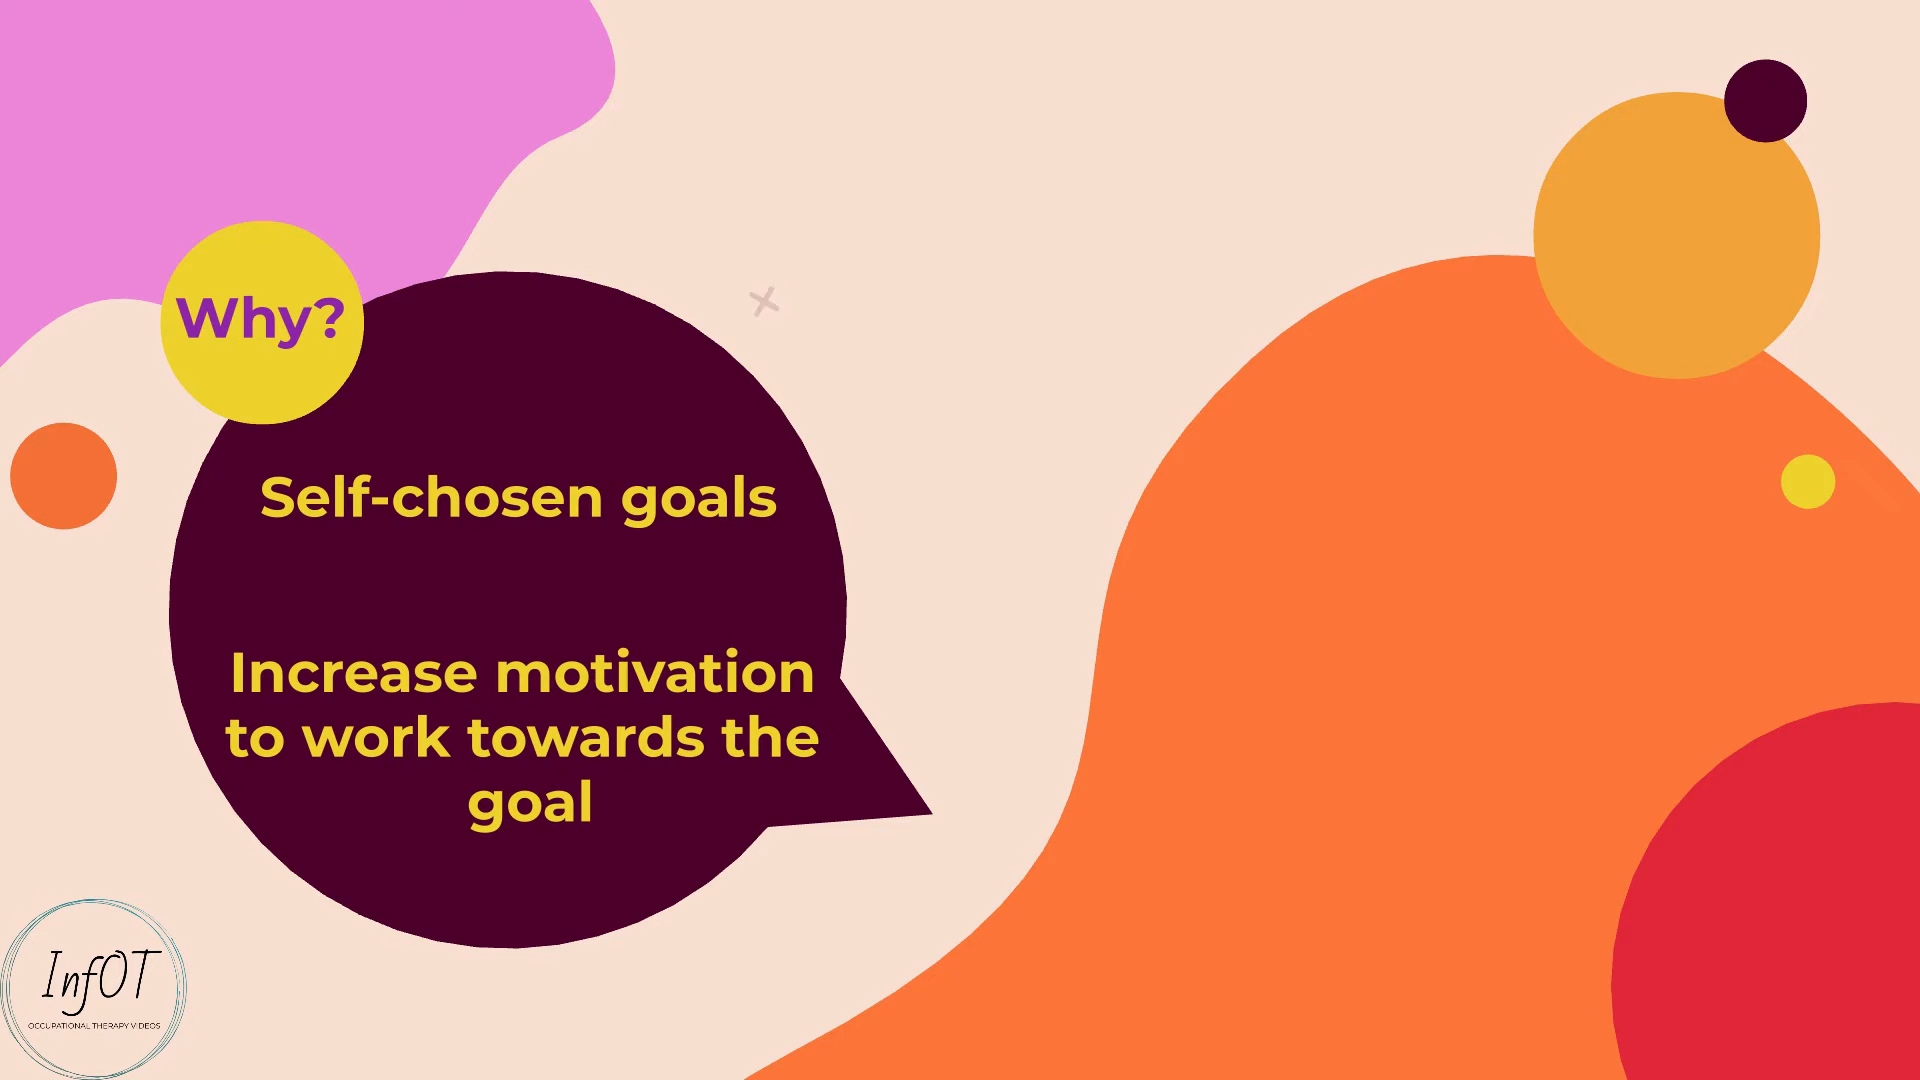 Why?
Self-chosen goals
Increase motivation
to work towards the
goal
InfOT
OCCUPATIONAL THERAPY VIDEOS